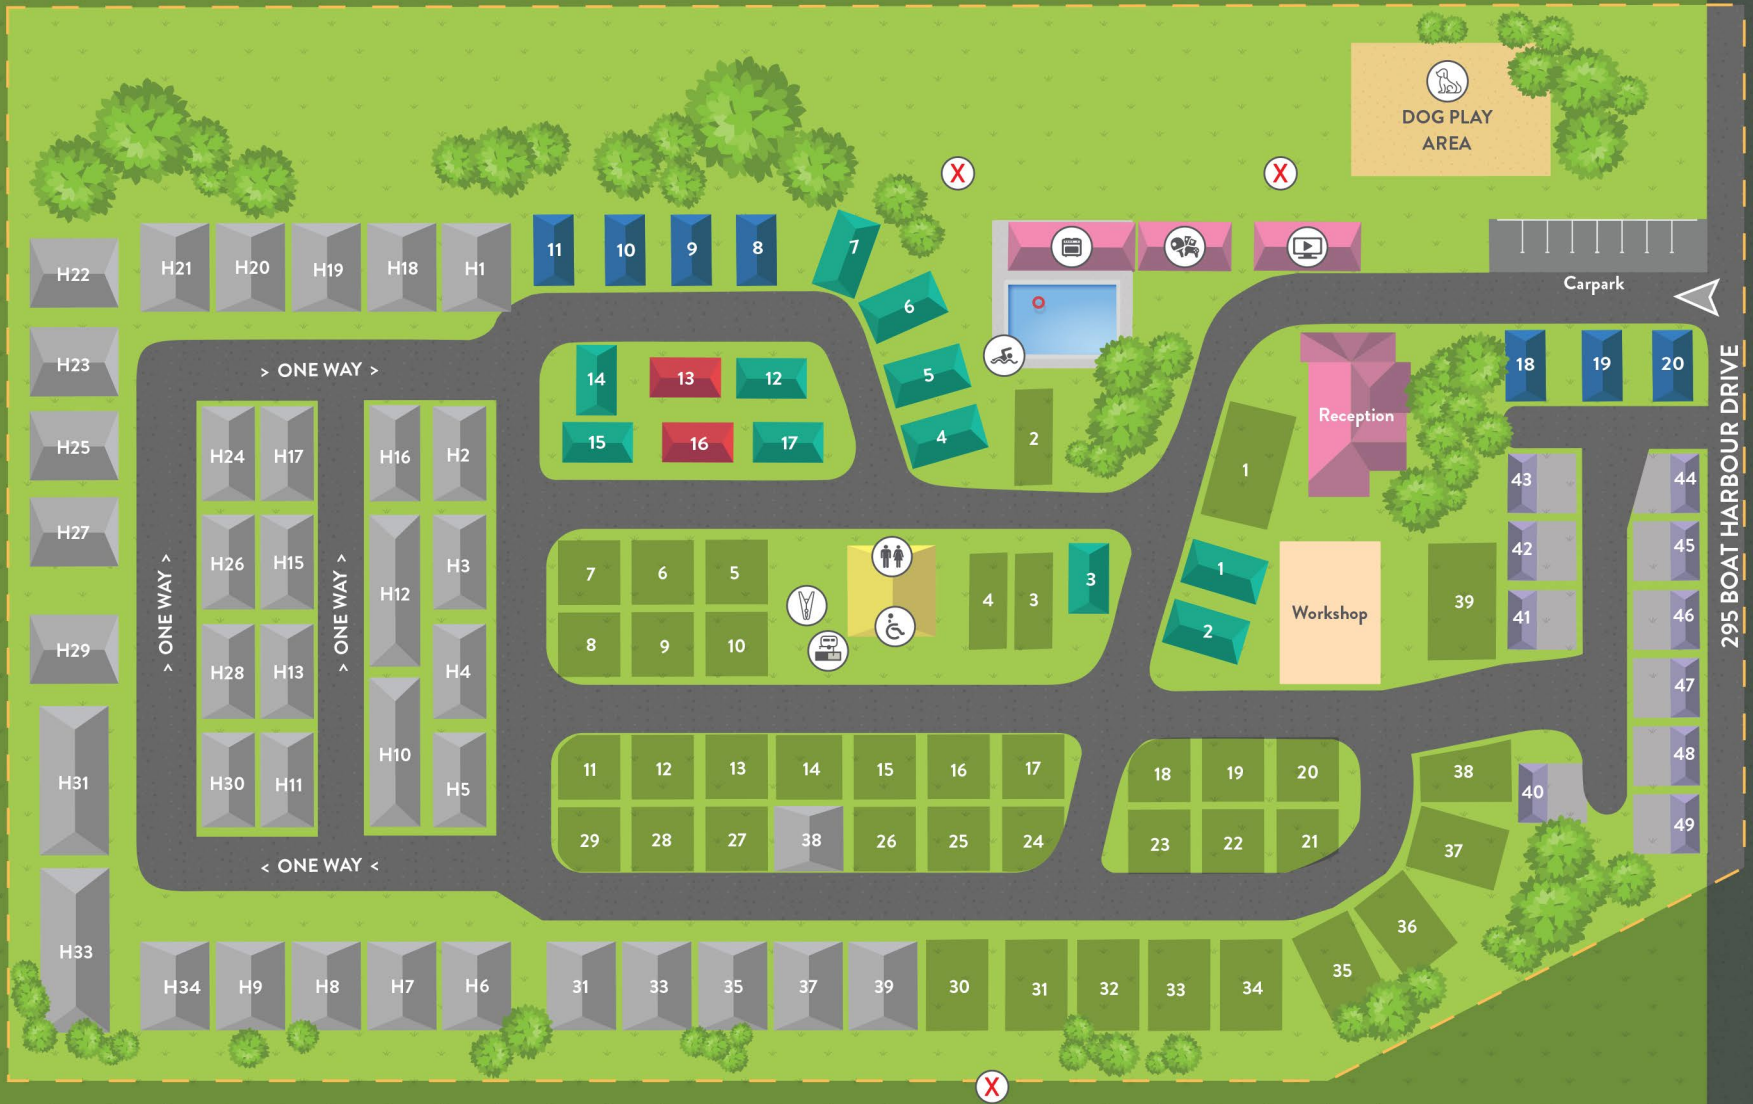 DOG PLAY
AREA
X
X
Carpark
H22
H21
H20
H19
H18
H1
11
10
9
8
7
6
5
4
H23
> ONE WAY >
14
13
12
15
16
17
2
1
Reception
18
19
20
295 BOAT HARBOUR DRIVE
H25
H27
H29
H31
H33
> ONE WAY >
> ONE WAY >
H24
H17
H16
H2
H26
H15
H12
H3
H28
H13
H4
H30
H11
H10
H5
< ONE WAY <
7
6
5
8
9
10
4
3
3
1
2
Workshop
39
43
42
41
44
45
46
47
48
49
40
11
12
13
14
15
16
17
29
28
27
38
26
25
24
18
19
20
23
22
21
38
37
36
35
H34
H9
H8
H7
H6
31
33
35
37
39
30
31
32
33
34
X